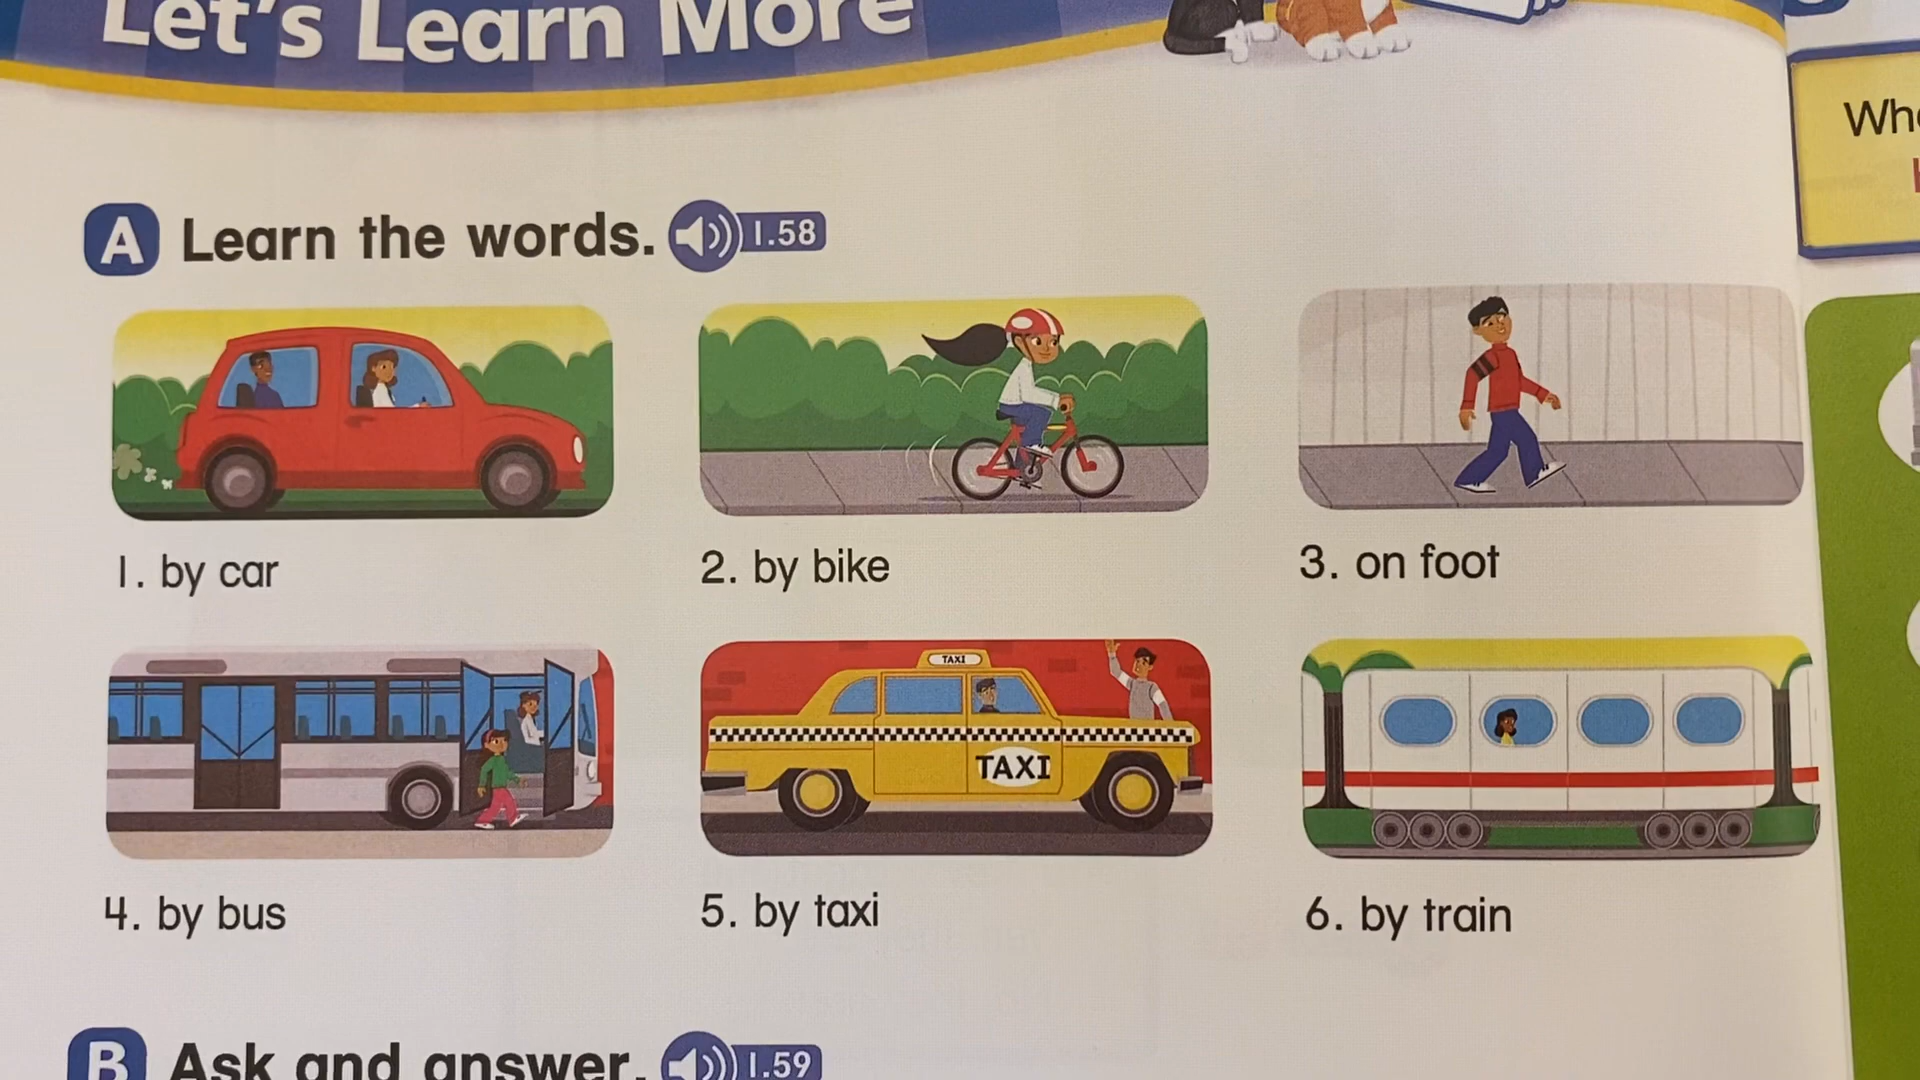 Let's Learn More
A Learn the words. 1.58
1. by car
2. by bike
3. on foot
TAXI
TAXI
4. by bus
5. by taxi
6. by train
B Ask and answer. 1.59